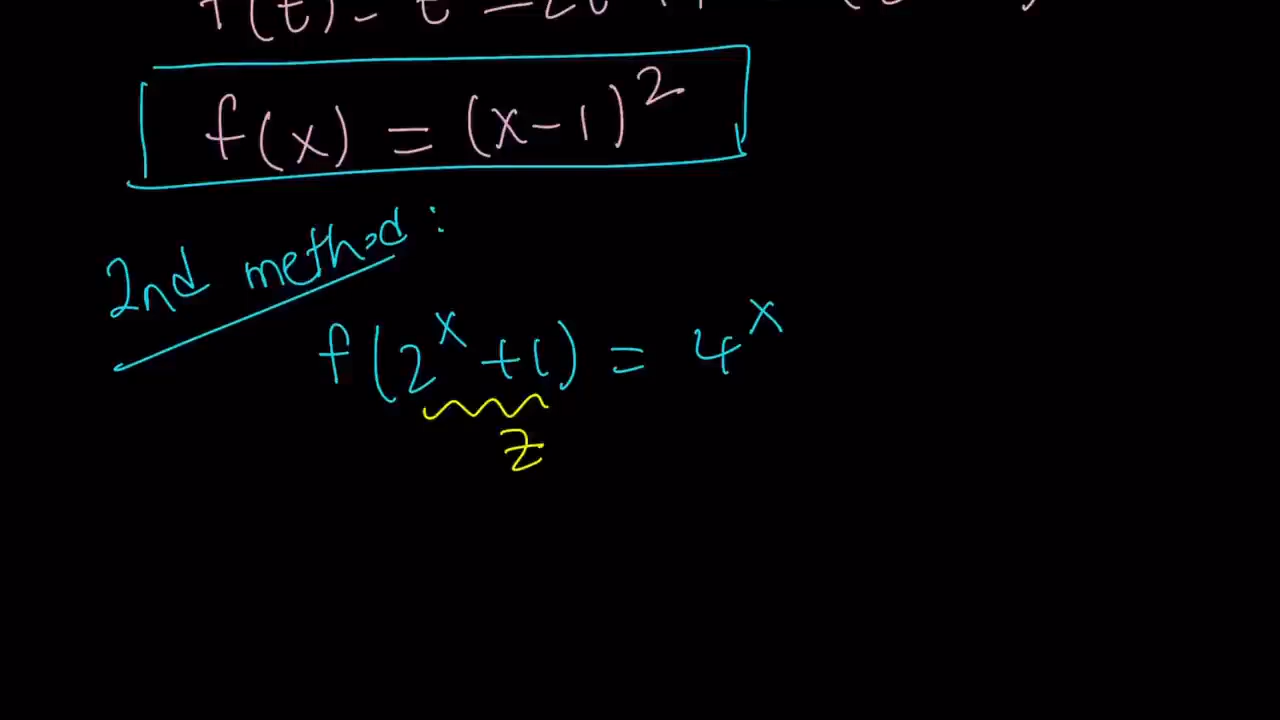 f(x) = (x-1)²
2nd method:
f(2ˣ+1) = 4ˣ
z